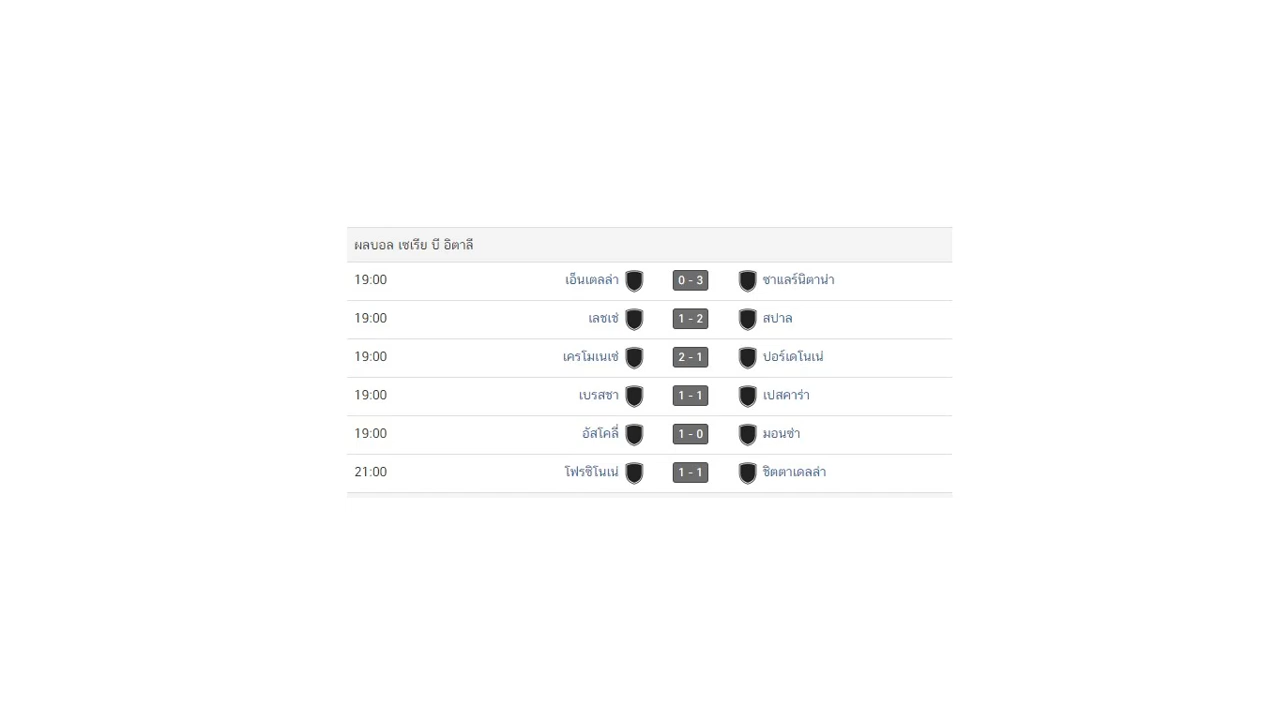 ผลบอล เซเรีย บี อิตาลี
19:00 เอ็นเตลล่า 0 - 3 ซาแลร์นิตาน่า
19:00 เลชเช่ 1 - 2 สปาล
19:00 เครโมเนเซ่ 2 - 1 ปอร์เดโนเน่
19:00 เบรสชา 1 - 1 เปสคาร่า
19:00 อัสโคลี่ 1 - 0 มอนซ่า
21:00 โฟรซิโนเน่ 1 - 1 ชิตตาเดลล่า